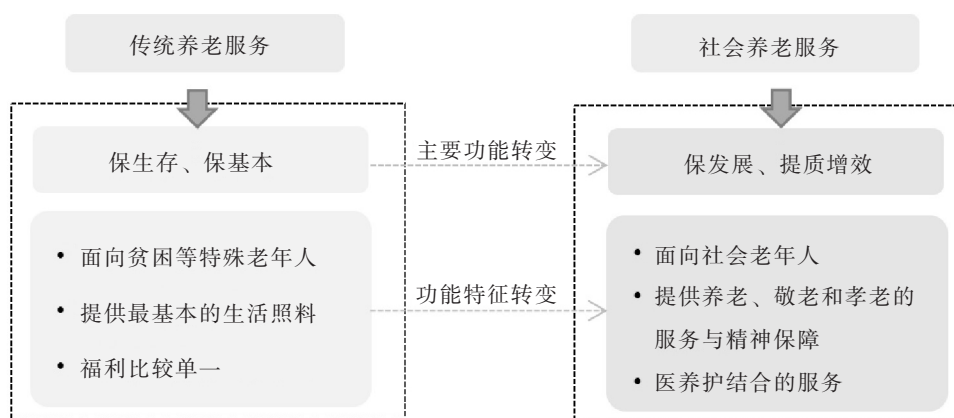 传统养老服务
社会养老服务
保生存、保基本
主要功能转变
保发展、提质增效
• 面向贫困等特殊老年人
• 提供最基本的生活照料
• 福利比较单一
功能特征转变
• 面向社会老年人
• 提供养老、敬老和孝老的
服务与精神保障
• 医养护结合的服务